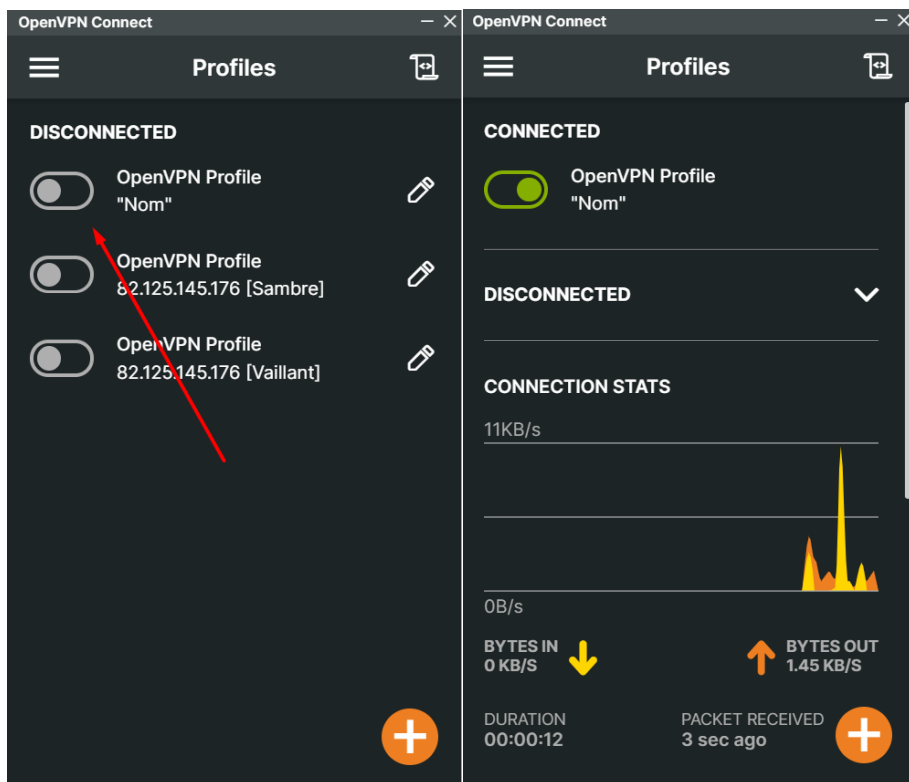 OpenVPN Connect
Profiles
DISCONNECTED
OpenVPN Profile
"Nom"
OpenVPN Profile
82.125.145.176 [Sambre]
OpenVPN Profile
82.125.145.176 [Vaillant]
OpenVPN Connect
Profiles
CONNECTED
OpenVPN Profile
"Nom"
DISCONNECTED
CONNECTION STATS
11KB/s
0B/s
BYTES IN
0 KB/S
BYTES OUT
1.45 KB/S
DURATION
00:00:12
PACKET RECEIVED
3 sec ago